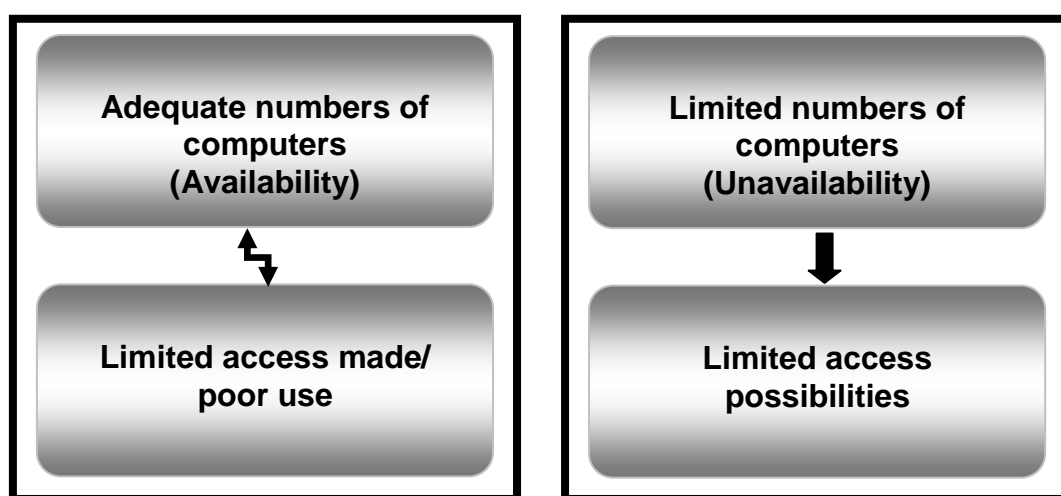 Adequate numbers of
computers
(Availability)
Limited access made/
poor use
Limited numbers of
computers
(Unavailability)
Limited access
possibilities